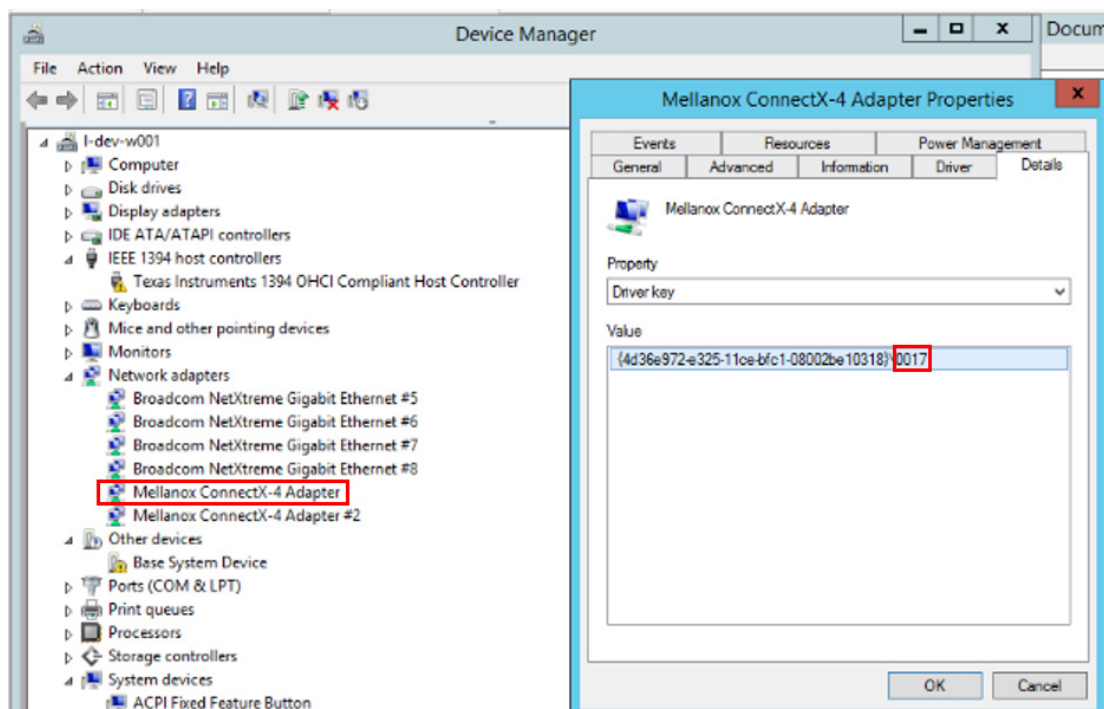 Device Manager
Docum
File Action View Help
l-dev-w001
Computer
Disk drives
Display adapters
IDE ATA/ATAPI controllers
IEEE 1394 host controllers
Texas Instruments 1394 OHCI Compliant Host Controller
Keyboards
Mice and other pointing devices
Monitors
Network adapters
Broadcom NetXtreme Gigabit Ethernet #5
Broadcom NetXtreme Gigabit Ethernet #6
Broadcom NetXtreme Gigabit Ethernet #7
Broadcom NetXtreme Gigabit Ethernet #8
Mellanox ConnectX-4 Adapter
Mellanox ConnectX-4 Adapter #2
Other devices
Base System Device
Ports (COM & LPT)
Print queues
Processors
Storage controllers
System devices
ACPI Fixed Feature Button
Mellanox ConnectX-4 Adapter Properties
Events Resources Power Management
General Advanced Information Driver Details
Mellanox ConnectX-4 Adapter
Property
Driver key
Value
{4d36e972-e325-11ce-bfc1-08002be10318}\0017
OK Cancel